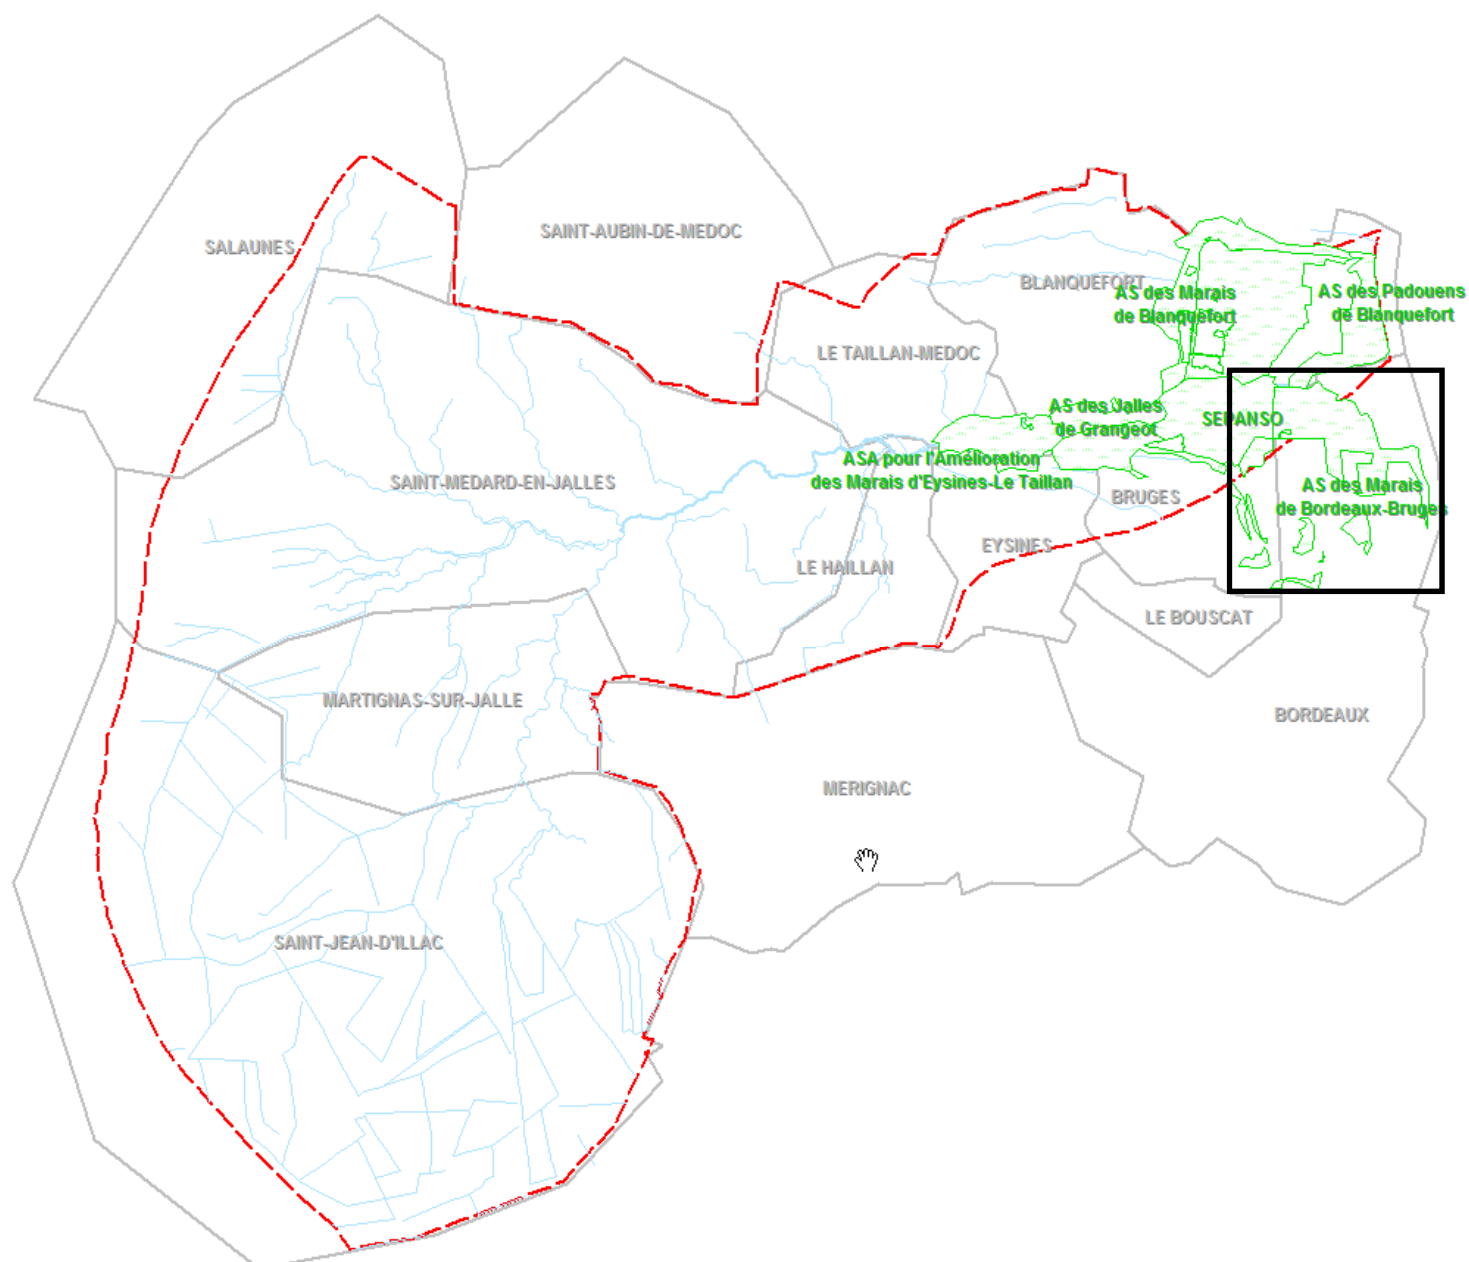 SALAUNES
SAINT-AUBIN-DE-MEDOC
BLANQUEFORT
AS des Marais
de Blanquefort
AS des Padouens
de Blanquefort
LE TAILLAN-MEDOC
AS des Jalles
de Grangeot
SEPANSO
ASA pour l'Amélioration
des Marais d'Eysines-Le Taillan
SAINT-MEDARD-EN-JALLES
BRUGES
AS des Marais
de Bordeaux-Bruges
EYSINES
LE HAILLAN
LE BOUSCAT
MARTIGNAS-SUR-JALLE
BORDEAUX
MERIGNAC
SAINT-JEAN-D'ILLAC